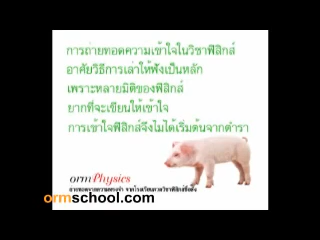 การถ่ายทอดความเข้าใจในวิชาฟิสิกส์
อาศัยวิธีการเล่าให้ฟังเป็นหลัก
เพราะหลายมิติของฟิสิกส์
ยากที่จะเขียนให้เข้าใจ
การเข้าใจฟิสิกส์จึงไม่ได้เริ่มต้นจากตำรา
ormPhysics
ormschool.com